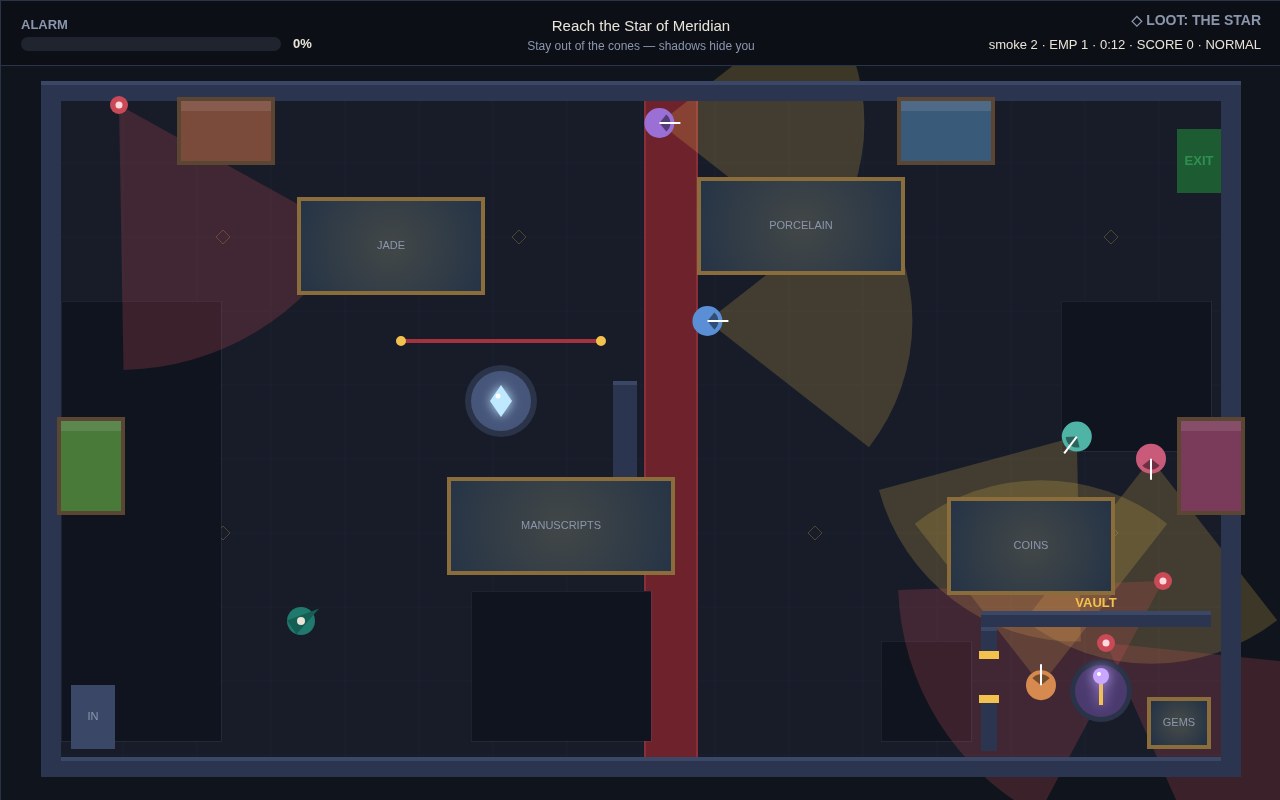 ALARM
0%
Reach the Star of Meridian
Stay out of the cones — shadows hide you
◇ LOOT: THE STAR
smoke 2 · EMP 1 · 0:12 · SCORE 0 · NORMAL
EXIT
JADE
PORCELAIN
MANUSCRIPTS
COINS
VAULT
IN
GEMS